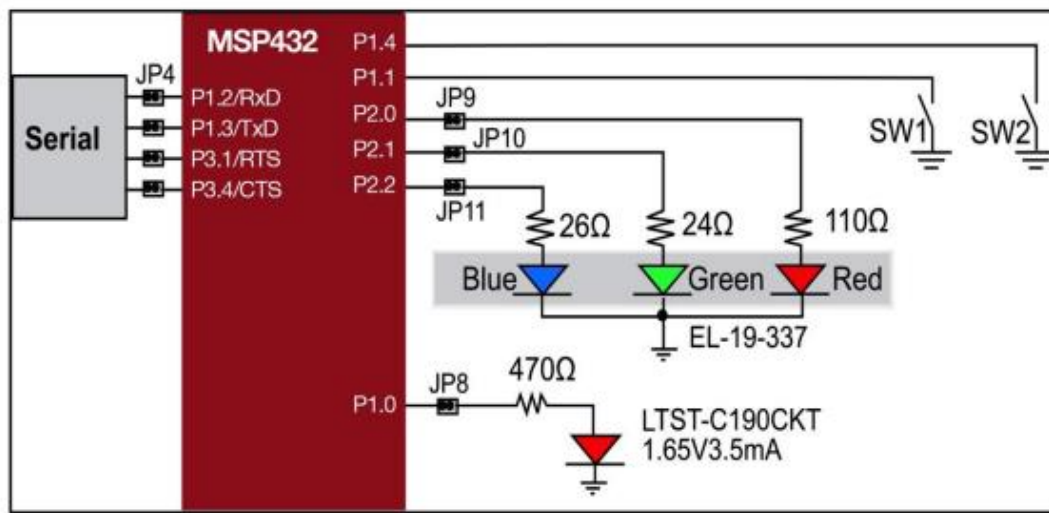 MSP432
P1.4
P1.1
P2.0
P2.1
P2.2
P1.0
JP4
P1.2/RxD
P1.3/TxD
P3.1/RTS
P3.4/CTS
Serial
JP9
JP10
JP11
SW1
SW2
26Ω
24Ω
110Ω
Blue
Green
Red
EL-19-337
JP8
470Ω
LTST-C190CKT
1.65V3.5mA